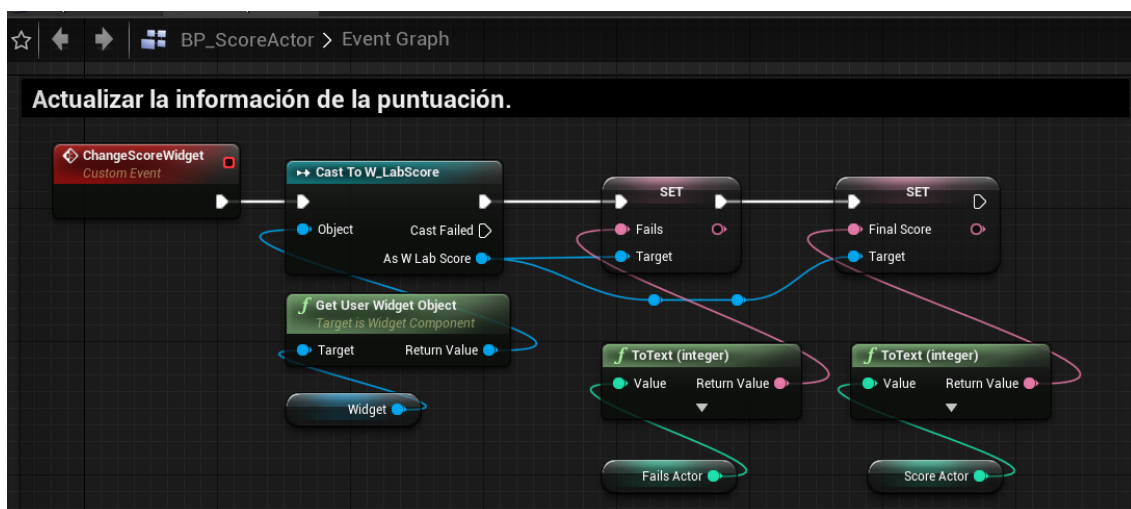 BP_ScoreActor > Event Graph
Actualizar la información de la puntuación.
ChangeScoreWidget
Custom Event
Cast To W_LabScore
Object
Cast Failed
As W Lab Score
SET
Fails
Target
SET
Final Score
Target
f Get User Widget Object
Target is Widget Component
Target
Return Value
Widget
f ToText (integer)
Value
Return Value
f ToText (integer)
Value
Return Value
Fails Actor
Score Actor